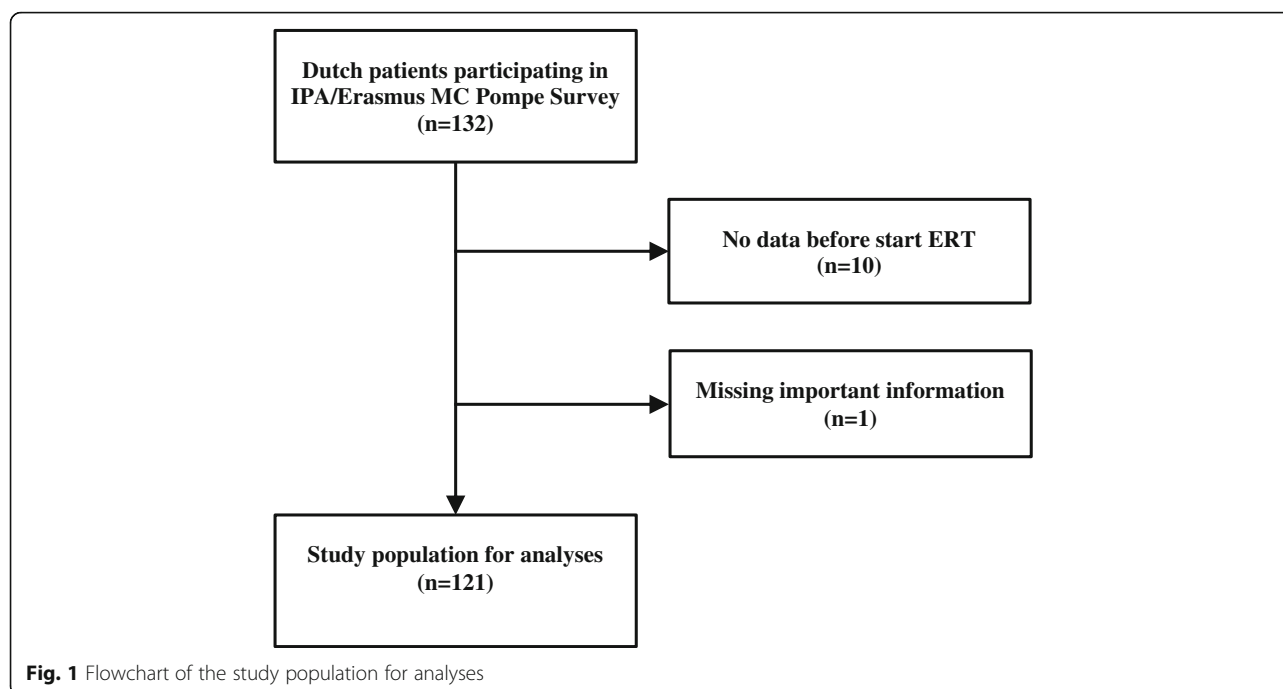 Dutch patients participating in
IPA/Erasmus MC Pompe Survey
(n=132)
No data before start ERT
(n=10)
Missing important information
(n=1)
Study population for analyses
(n=121)
Fig. 1 Flowchart of the study population for analyses